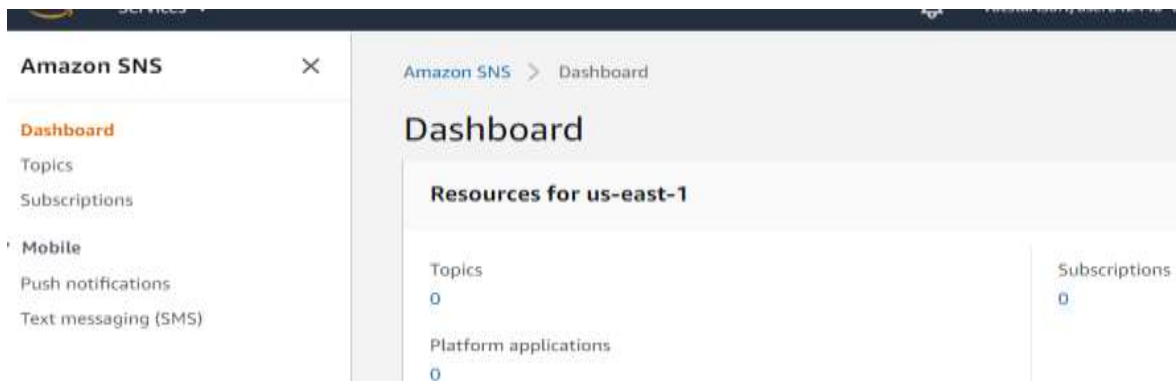 Amazon SNS
Dashboard
Topics
Subscriptions
Mobile
Push notifications
Text messaging (SMS)
Amazon SNS > Dashboard
Dashboard
Resources for us-east-1
Topics
0
Subscriptions
0
Platform applications
0